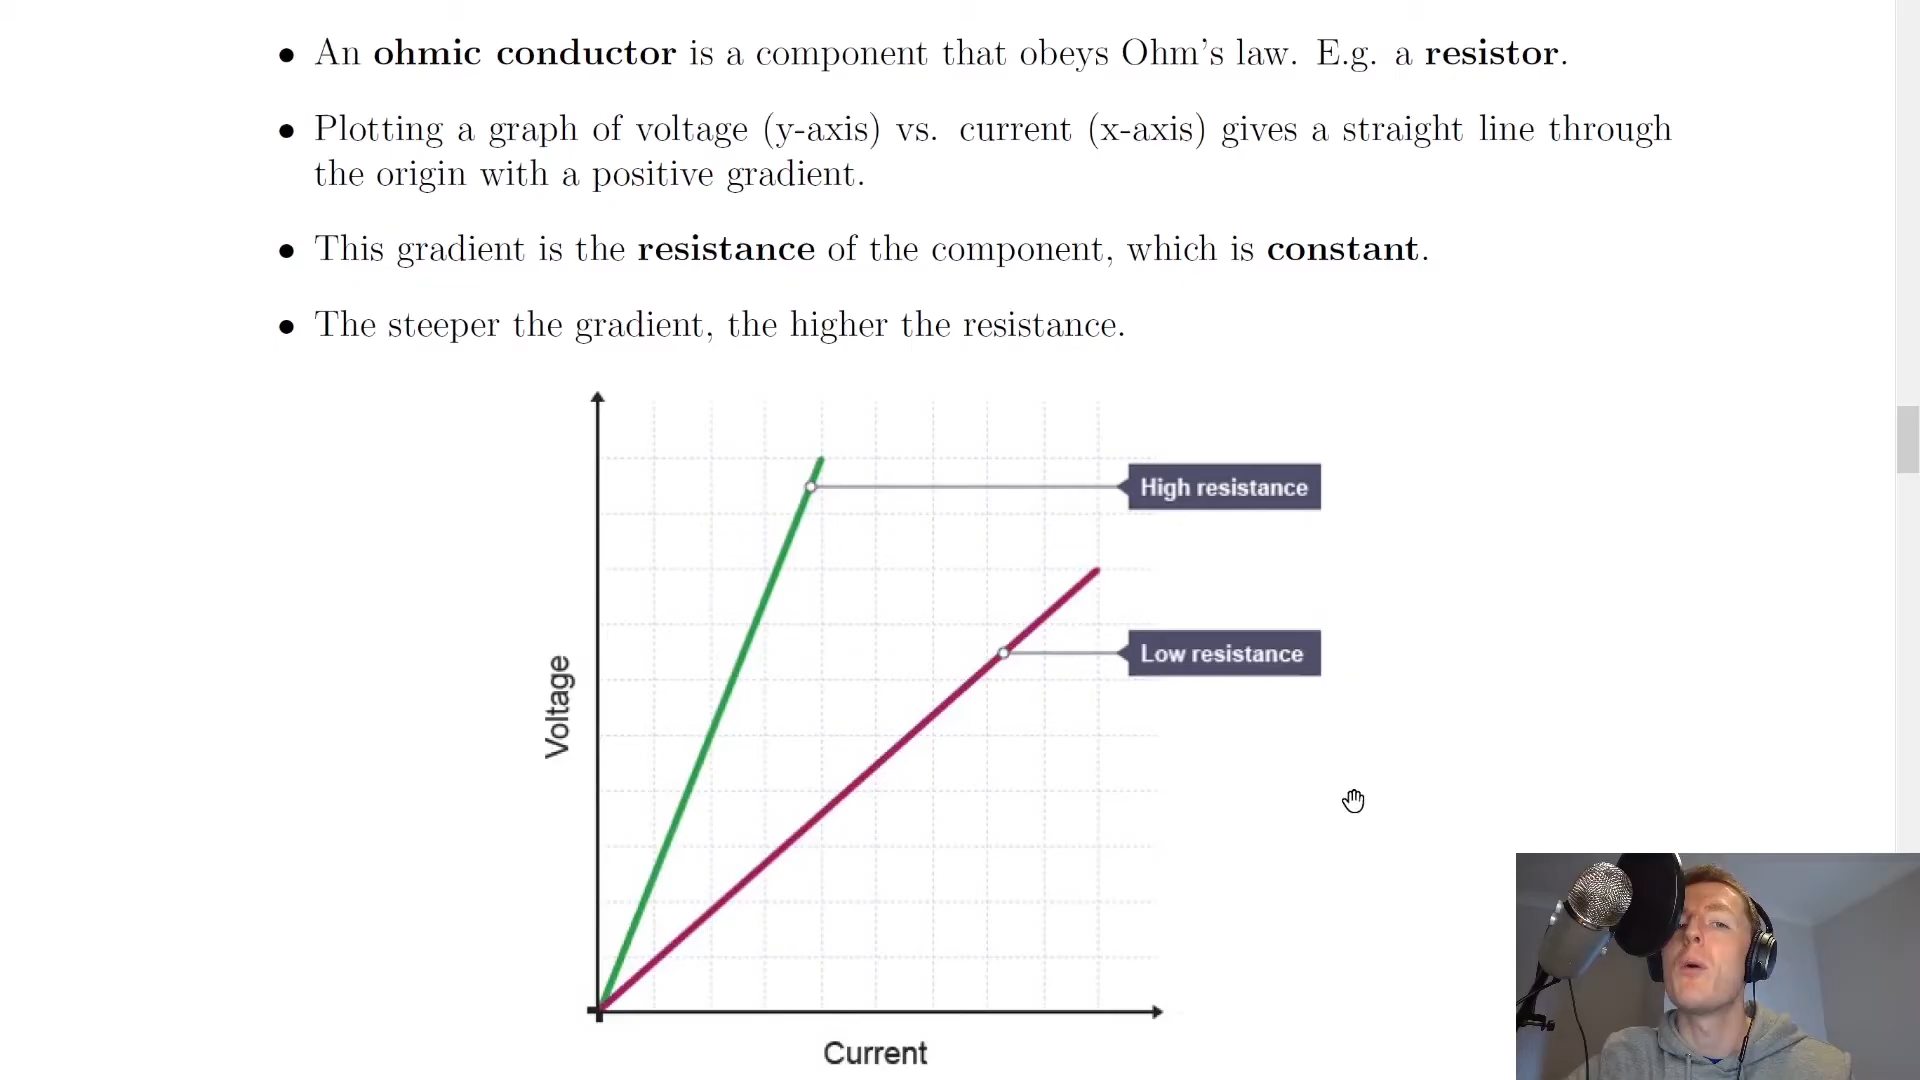 • An ohmic conductor is a component that obeys Ohm's law. E.g. a resistor.
• Plotting a graph of voltage (y-axis) vs. current (x-axis) gives a straight line through
the origin with a positive gradient.
• This gradient is the resistance of the component, which is constant.
• The steeper the gradient, the higher the resistance.
High resistance
Low resistance
Voltage
Current